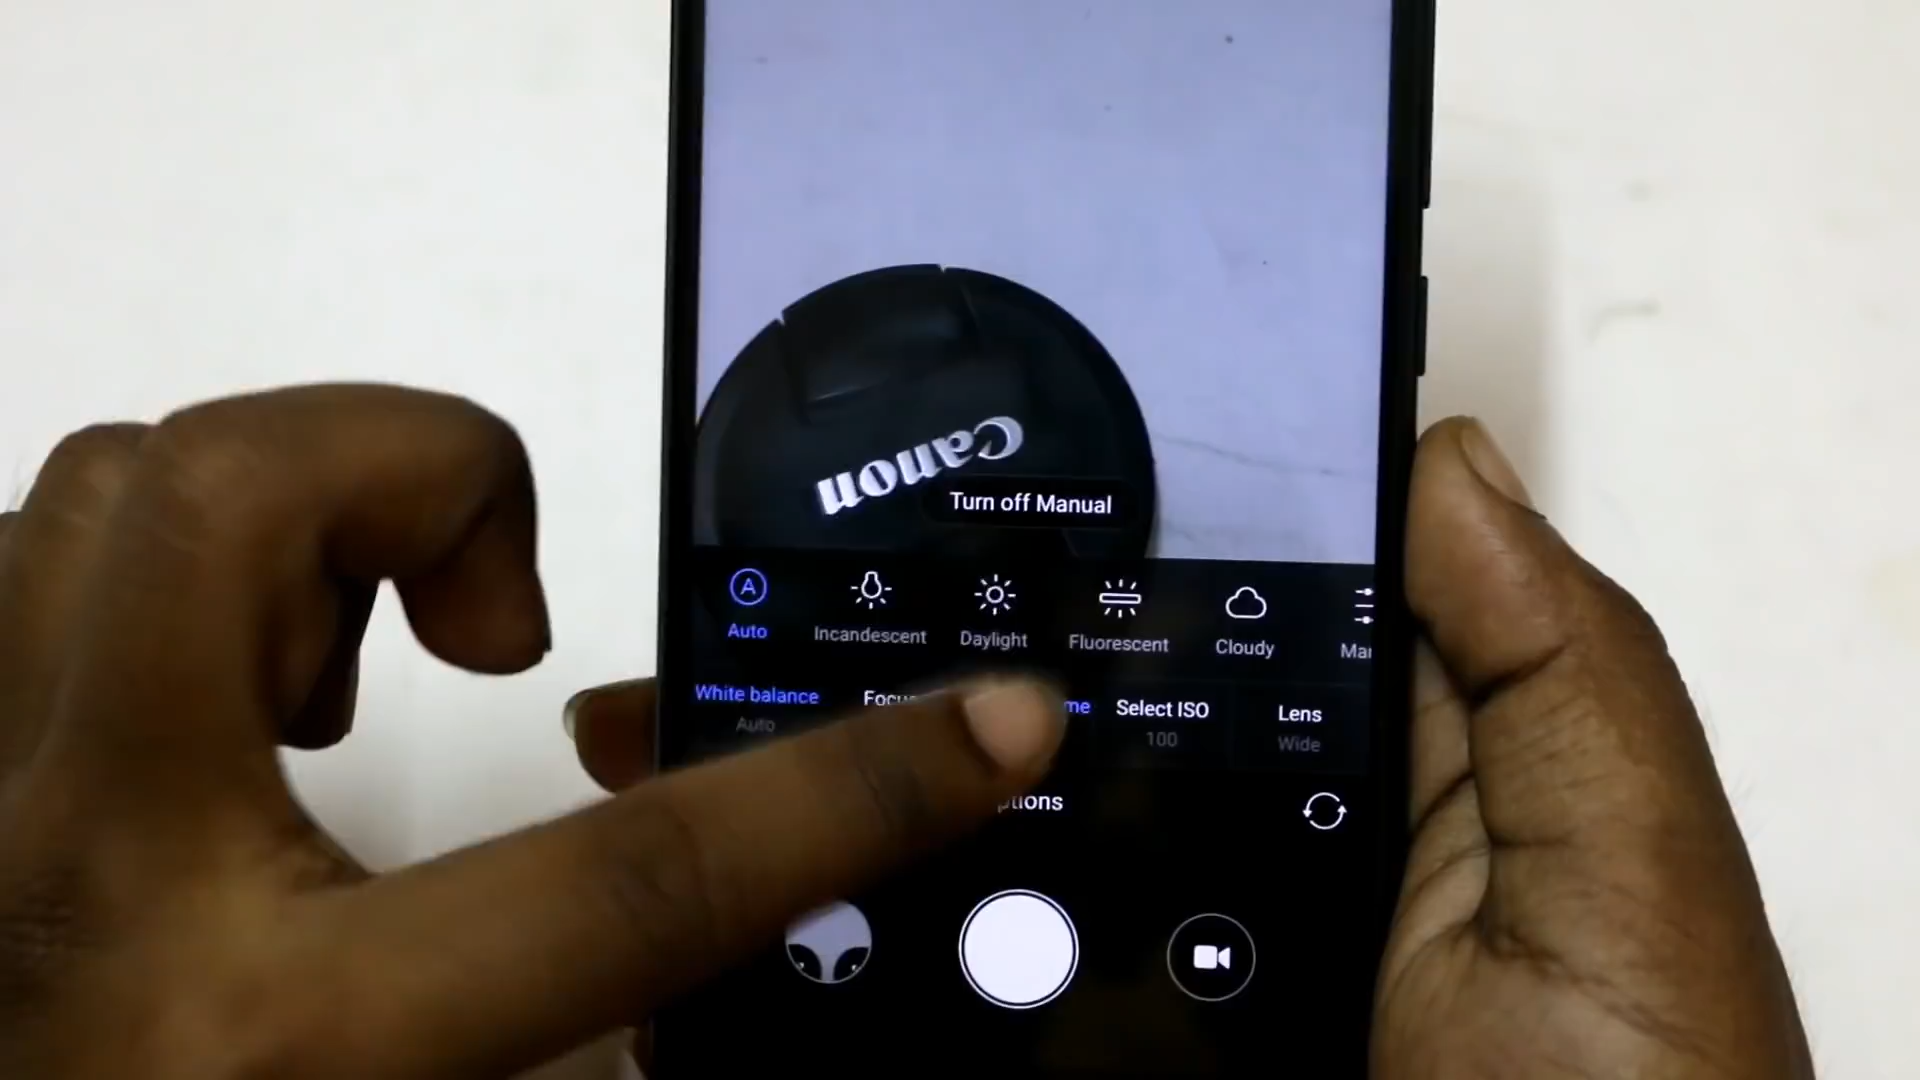 Canon
Turn off Manual
A
Auto
Incandescent
Daylight
Fluorescent
Cloudy
White balance
Select ISO
Lens
Auto
100
Wide